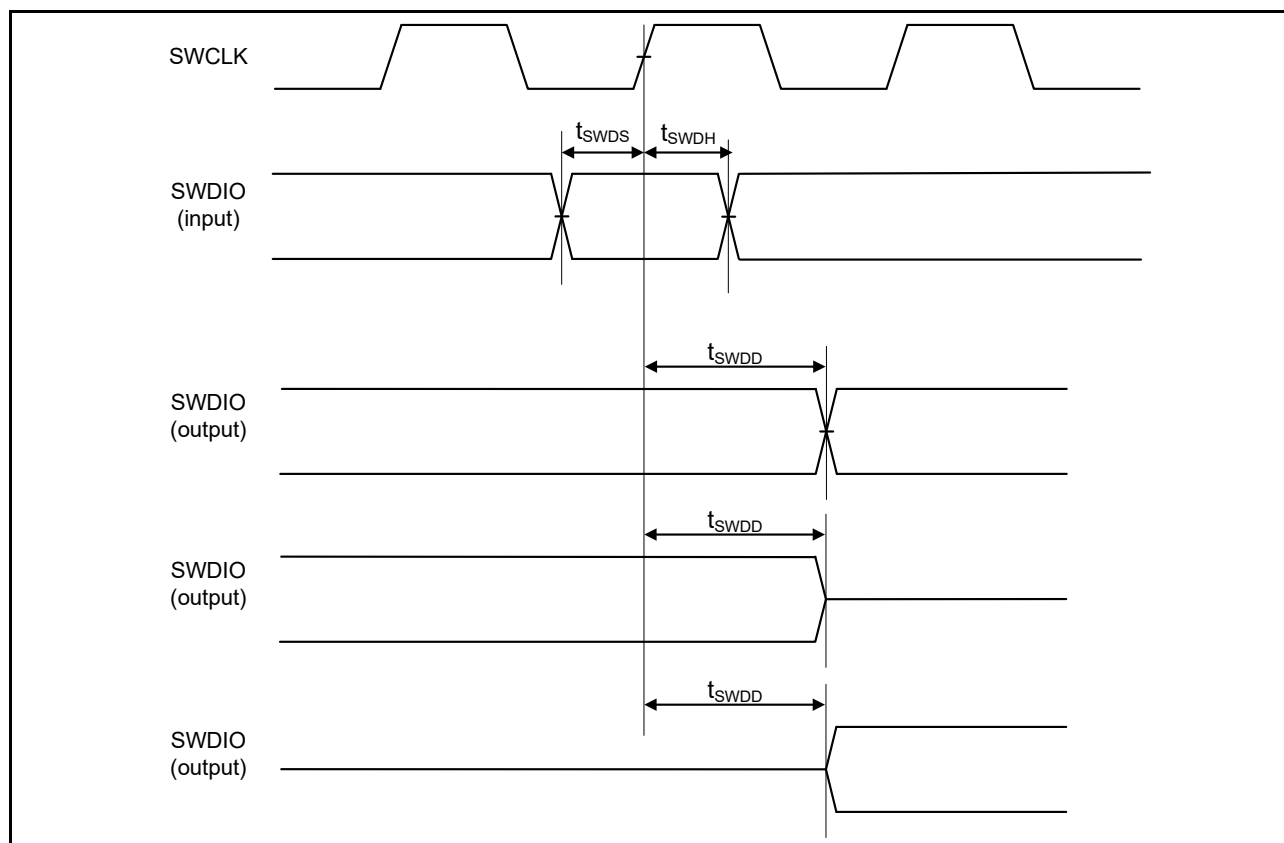 SWCLK
tSWDS tSWDH
SWDIO
(input)
tSWDD
SWDIO
(output)
tSWDD
SWDIO
(output)
tSWDD
SWDIO
(output)